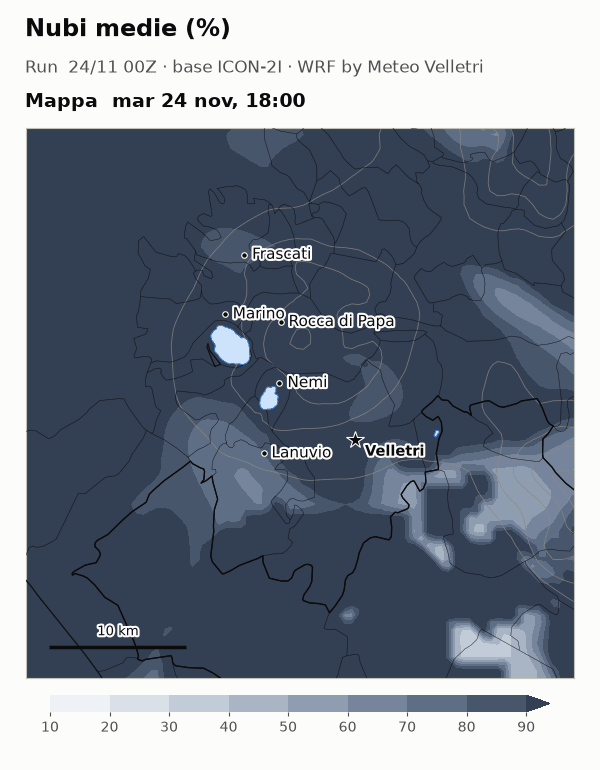 Nubi medie (%)
Run  24/11 00Z · base ICON-2I · WRF by Meteo Velletri
Mappa  mar 24 nov, 18:00
Frascati
Marino
Rocca di Papa
Nemi
Velletri
Lanuvio
10 km
10 20 30 40 50 60 70 80 90